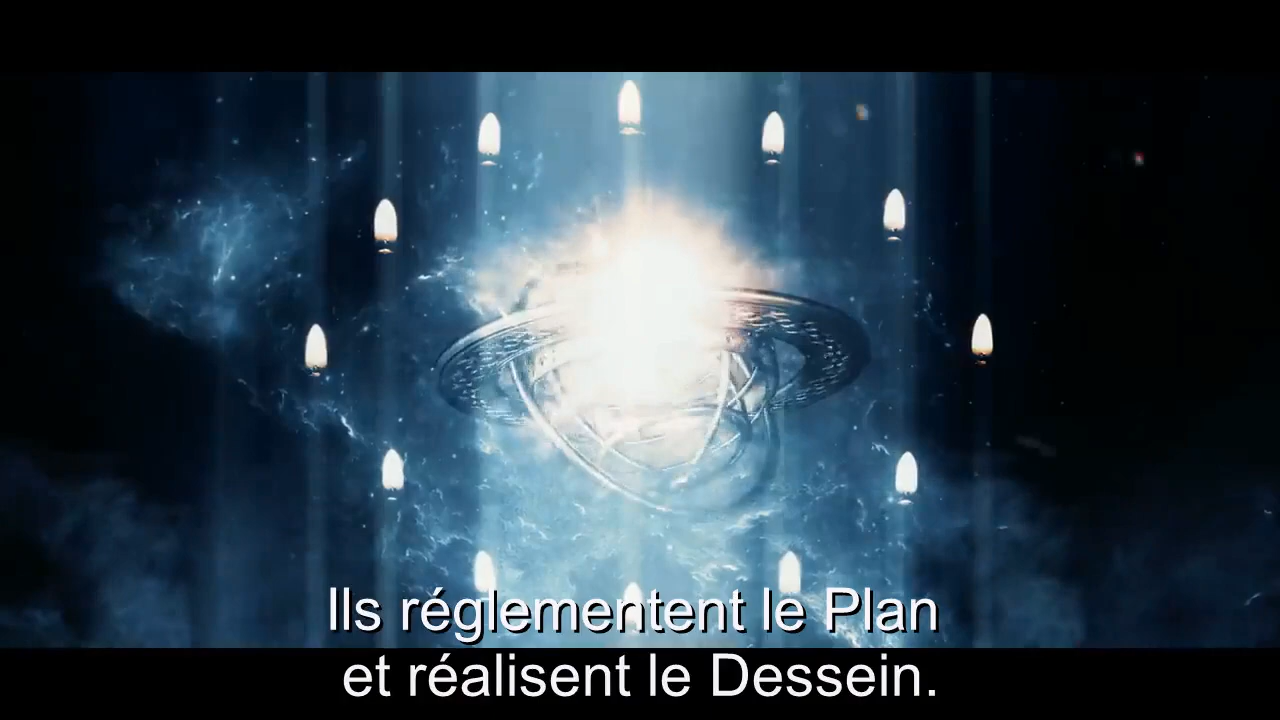 Ils réglementent le Plan
et réalisent le Dessein.